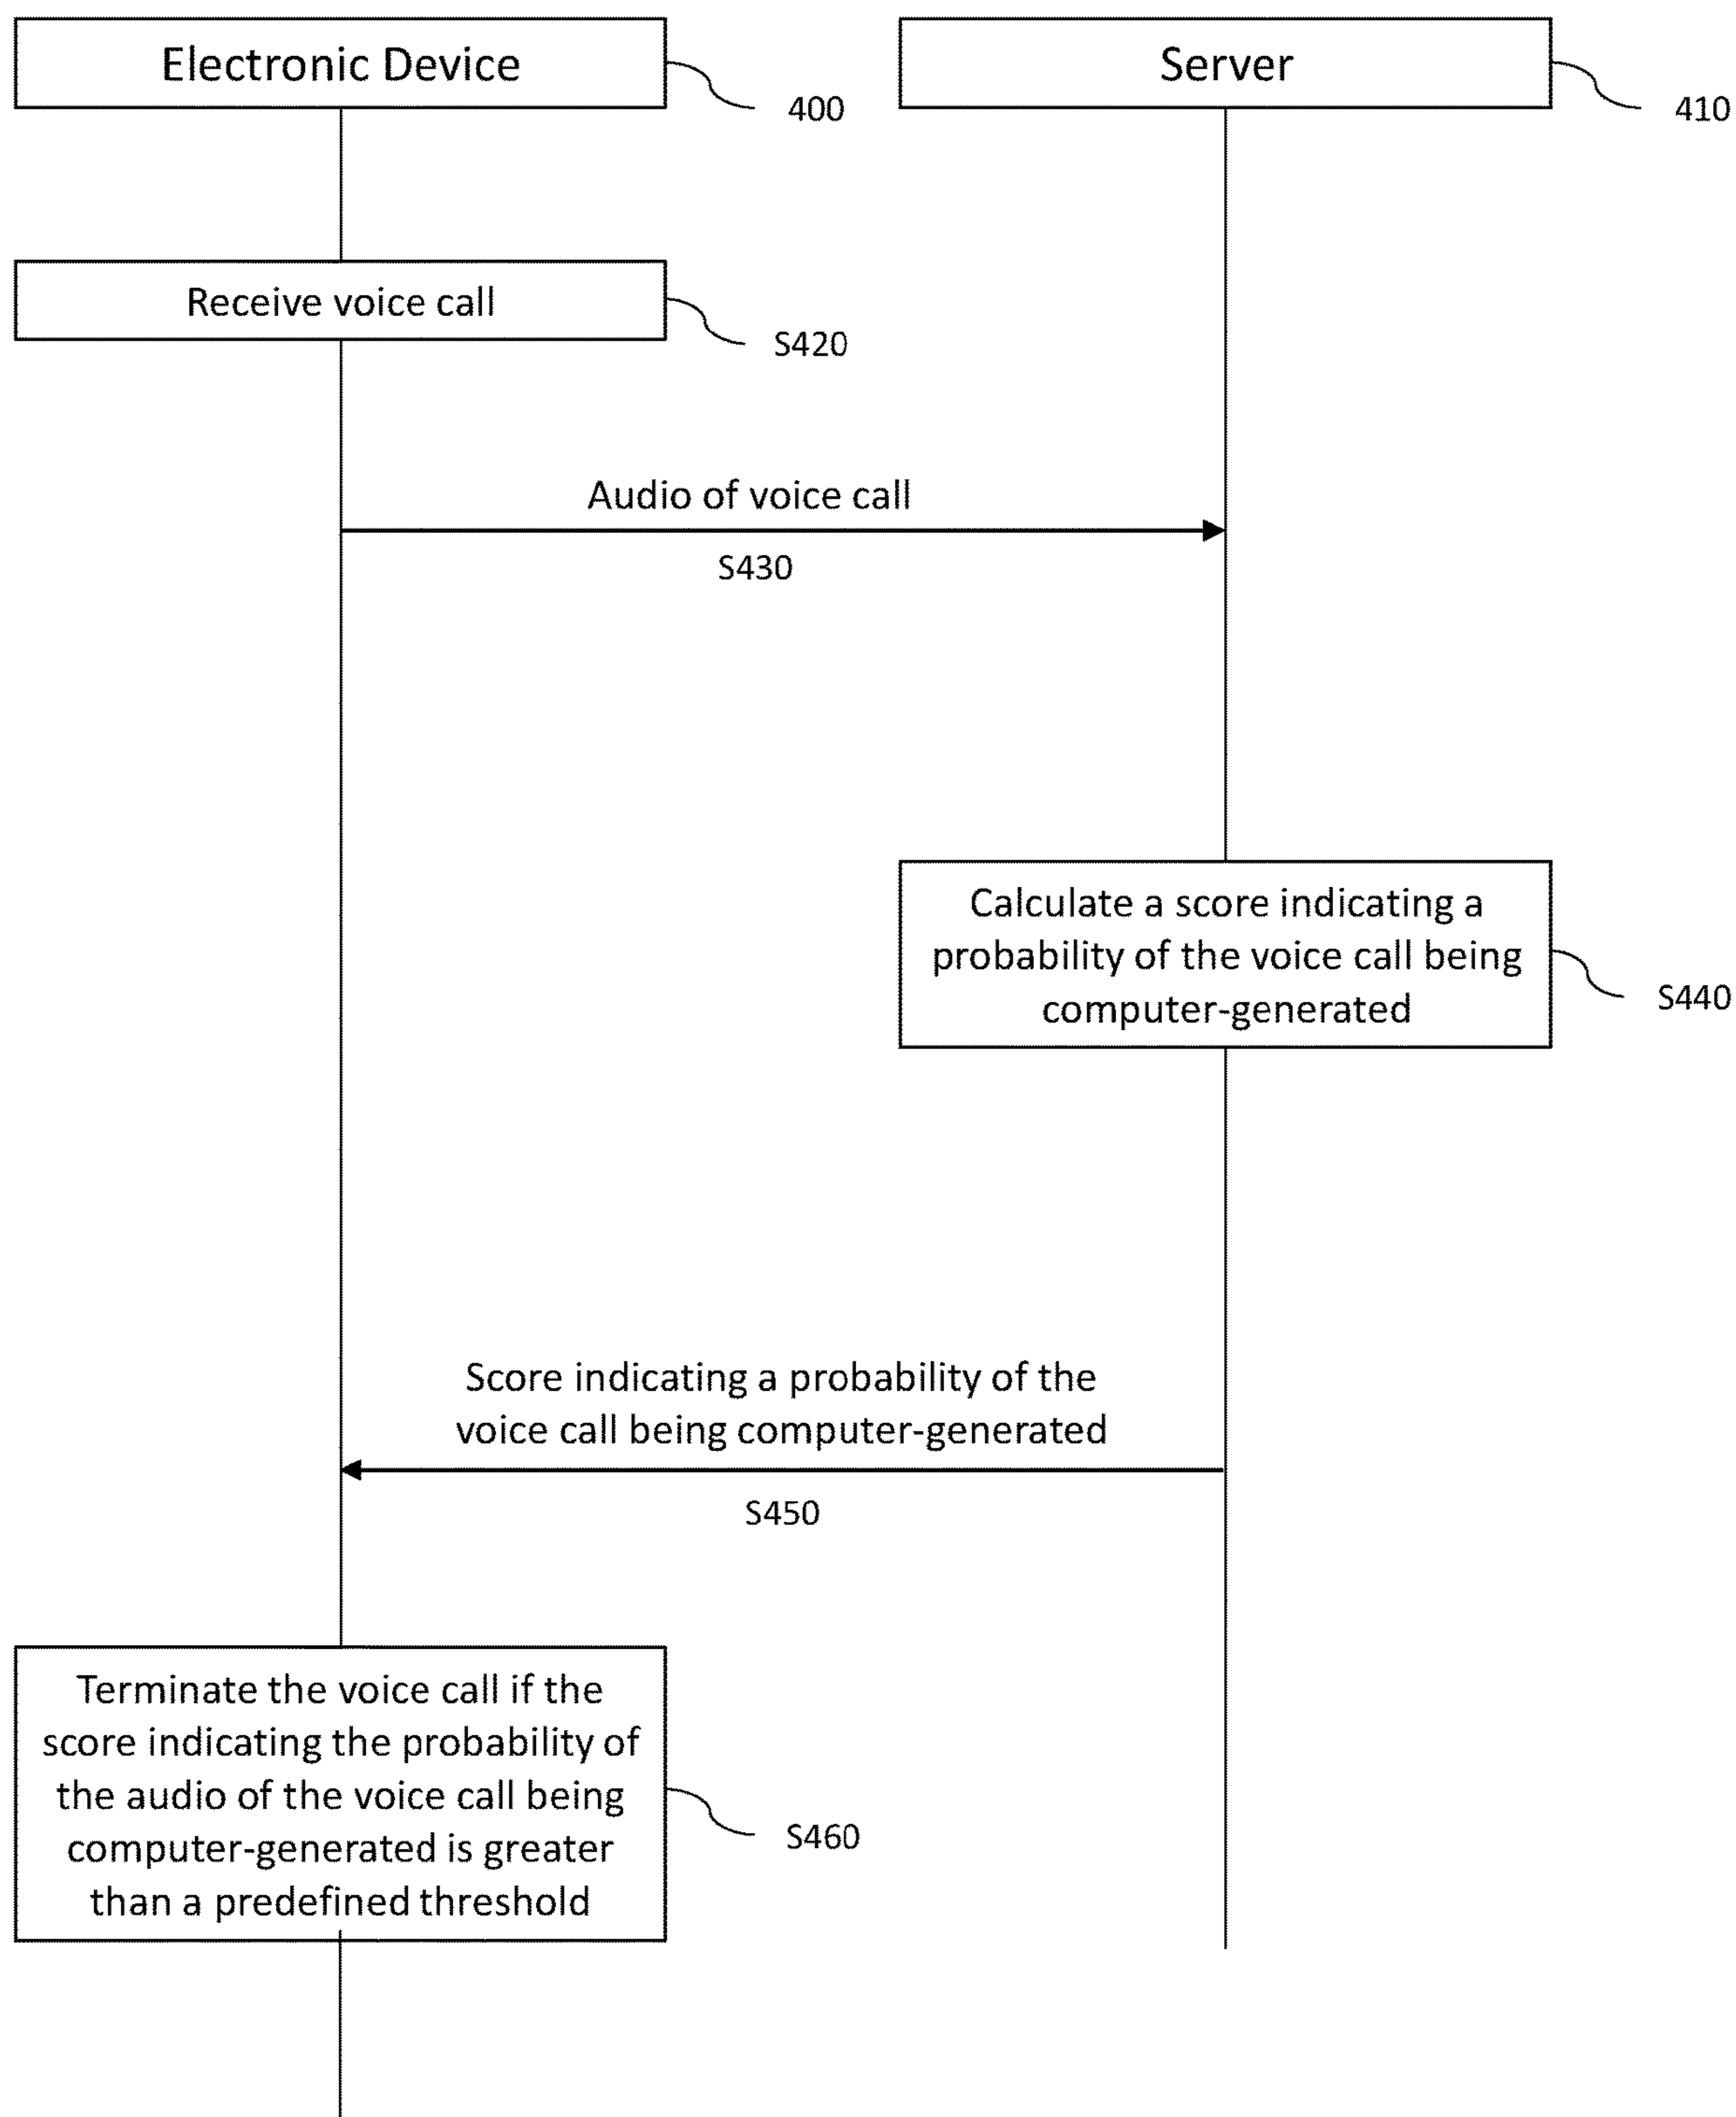 Electronic Device
400
Server
410
Receive voice call
S420
Audio of voice call
S430
Calculate a score indicating a
probability of the voice call being
computer-generated
S440
Score indicating a probability of the
voice call being computer-generated
S450
Terminate the voice call if the
score indicating the probability of
the audio of the voice call being
computer-generated is greater
than a predefined threshold
S460